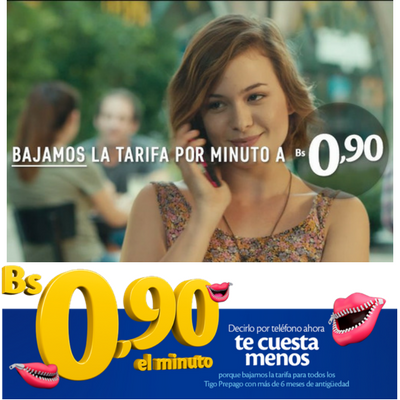 BAJAMOS LA TARIFA POR MINUTO A Bs 0,90
Bs 0,90
el minuto
Decirlo por teléfono ahora
te cuesta
menos
porque bajamos la tarifa para todos los
Tigo Prepago con más de 6 meses de antigüedad